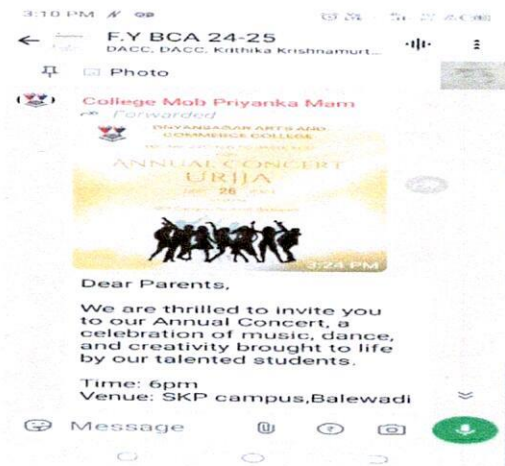 3:10 PM
F.Y BCA 24-25
DACC, DACC, Krithika Krishnamurt...
Photo
College Mob Priyanka Mam
Forwarded
DNYANSAGAR ARTS AND
COMMERCE COLLEGE
ANNUAL CONCERT
URJJA
26
3:24 PM
Dear Parents,
We are thrilled to invite you
to our Annual Concert, a
celebration of music, dance,
and creativity brought to life
by our talented students.
Time: 6pm
Venue: SKP campus,Balewadi
Message